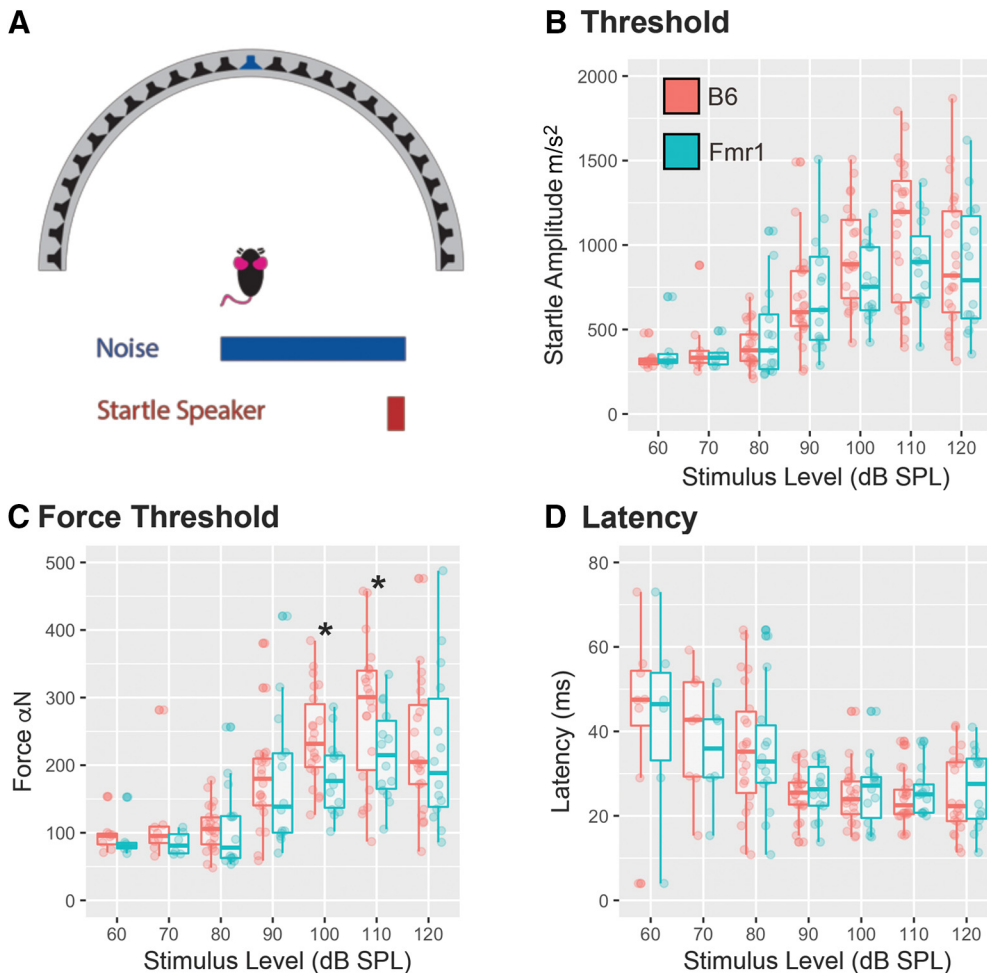 A
Noise
Startle Speaker
B Threshold
2000
1500
1000
500
0
Startle Amplitude m/s²
B6
Fmr1
60 70 80 90 100 110 120
Stimulus Level (dB SPL)
C Force Threshold
500
400
300
200
100
0
Force αN
*
*
60 70 80 90 100 110 120
Stimulus Level (dB SPL)
D Latency
80
60
40
20
0
Latency (ms)
60 70 80 90 100 110 120
Stimulus Level (dB SPL)